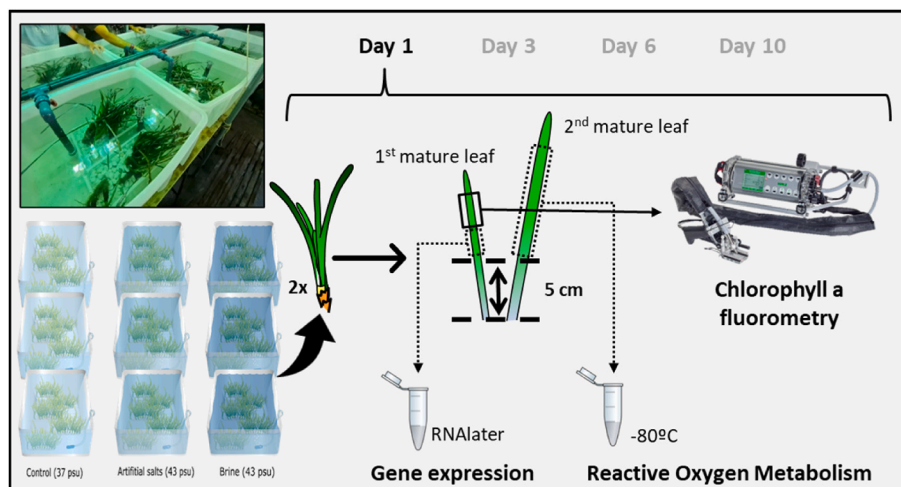 Day 1
Day 3
Day 6
Day 10
2nd mature leaf
1st mature leaf
2x
5 cm
Chlorophyll a
fluorometry
RNAlater
-80ºC
Control (37 psu)
Artifitial salts (43 psu)
Brine (43 psu)
Gene expression
Reactive Oxygen Metabolism